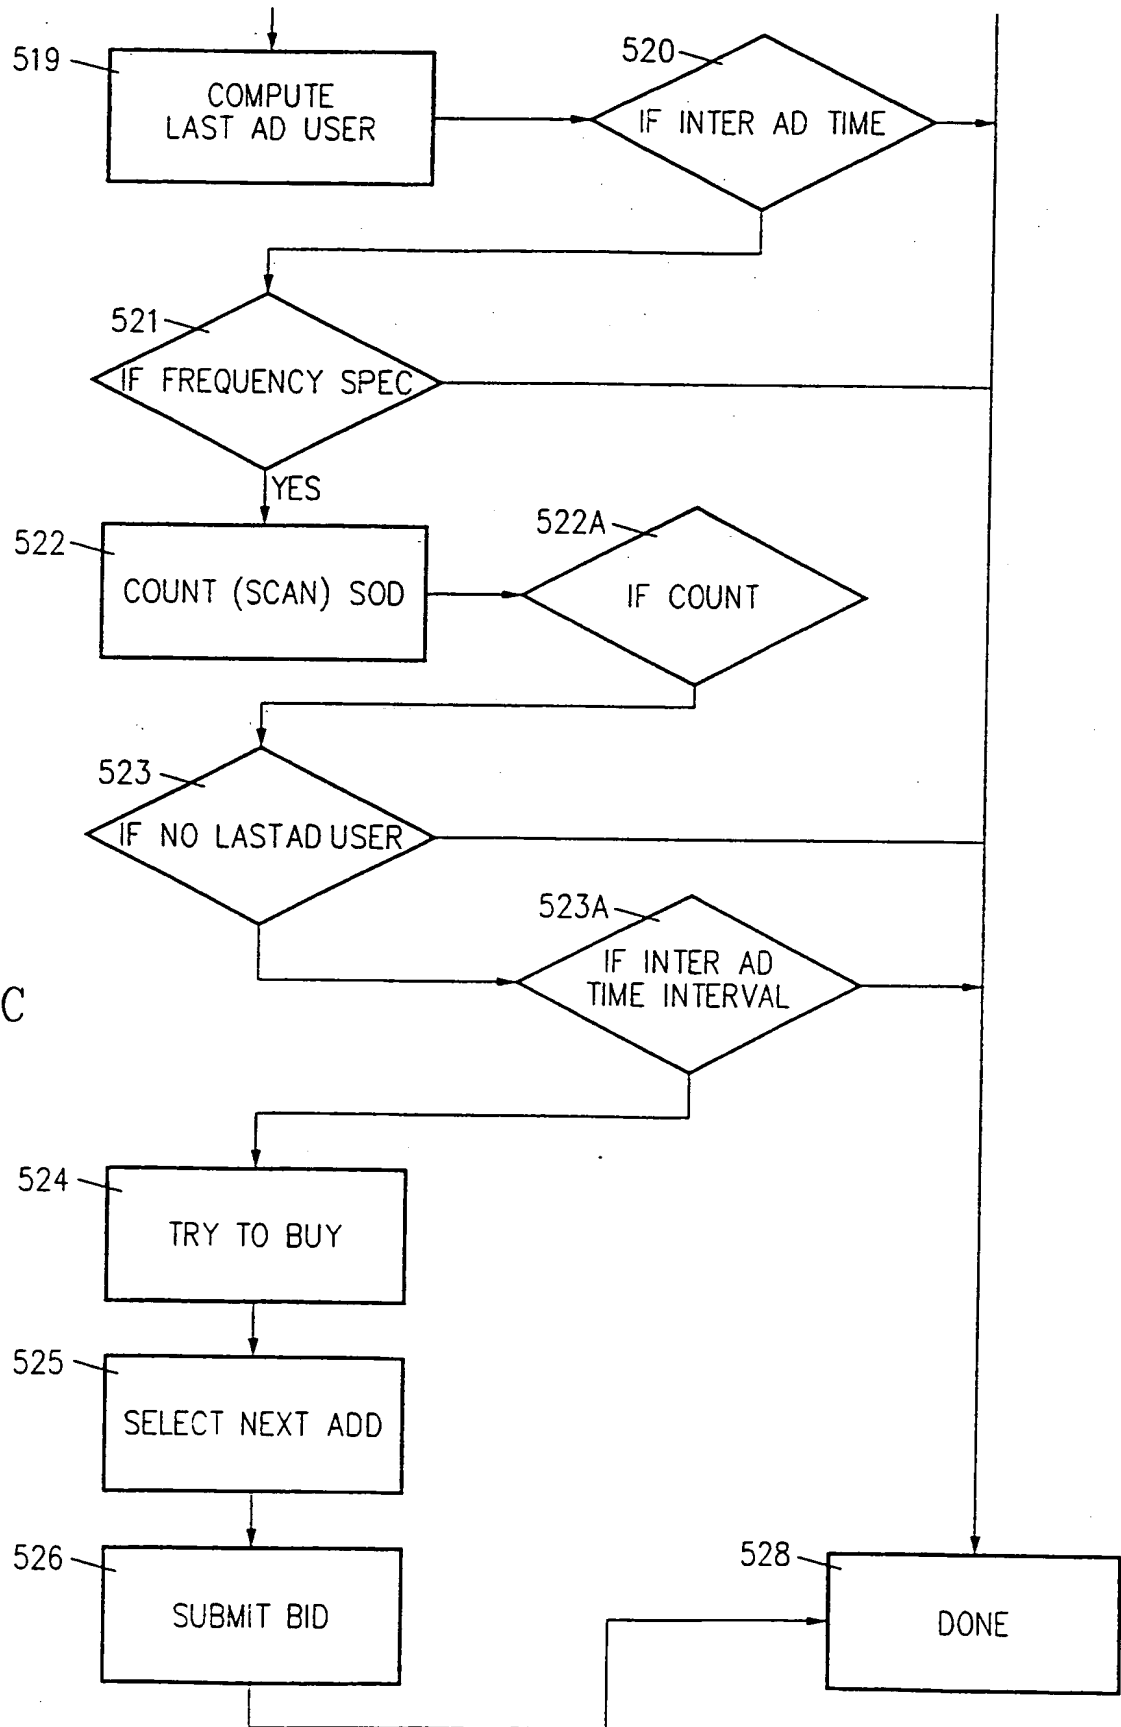 519
COMPUTE
LAST AD USER
520
IF INTER AD TIME
521
IF FREQUENCY SPEC
YES
522
COUNT (SCAN) SOD
522A
IF COUNT
523
IF NO LAST AD USER
523A
IF INTER AD
TIME INTERVAL
C
524
TRY TO BUY
525
SELECT NEXT ADD
526
SUBMIT BID
528
DONE